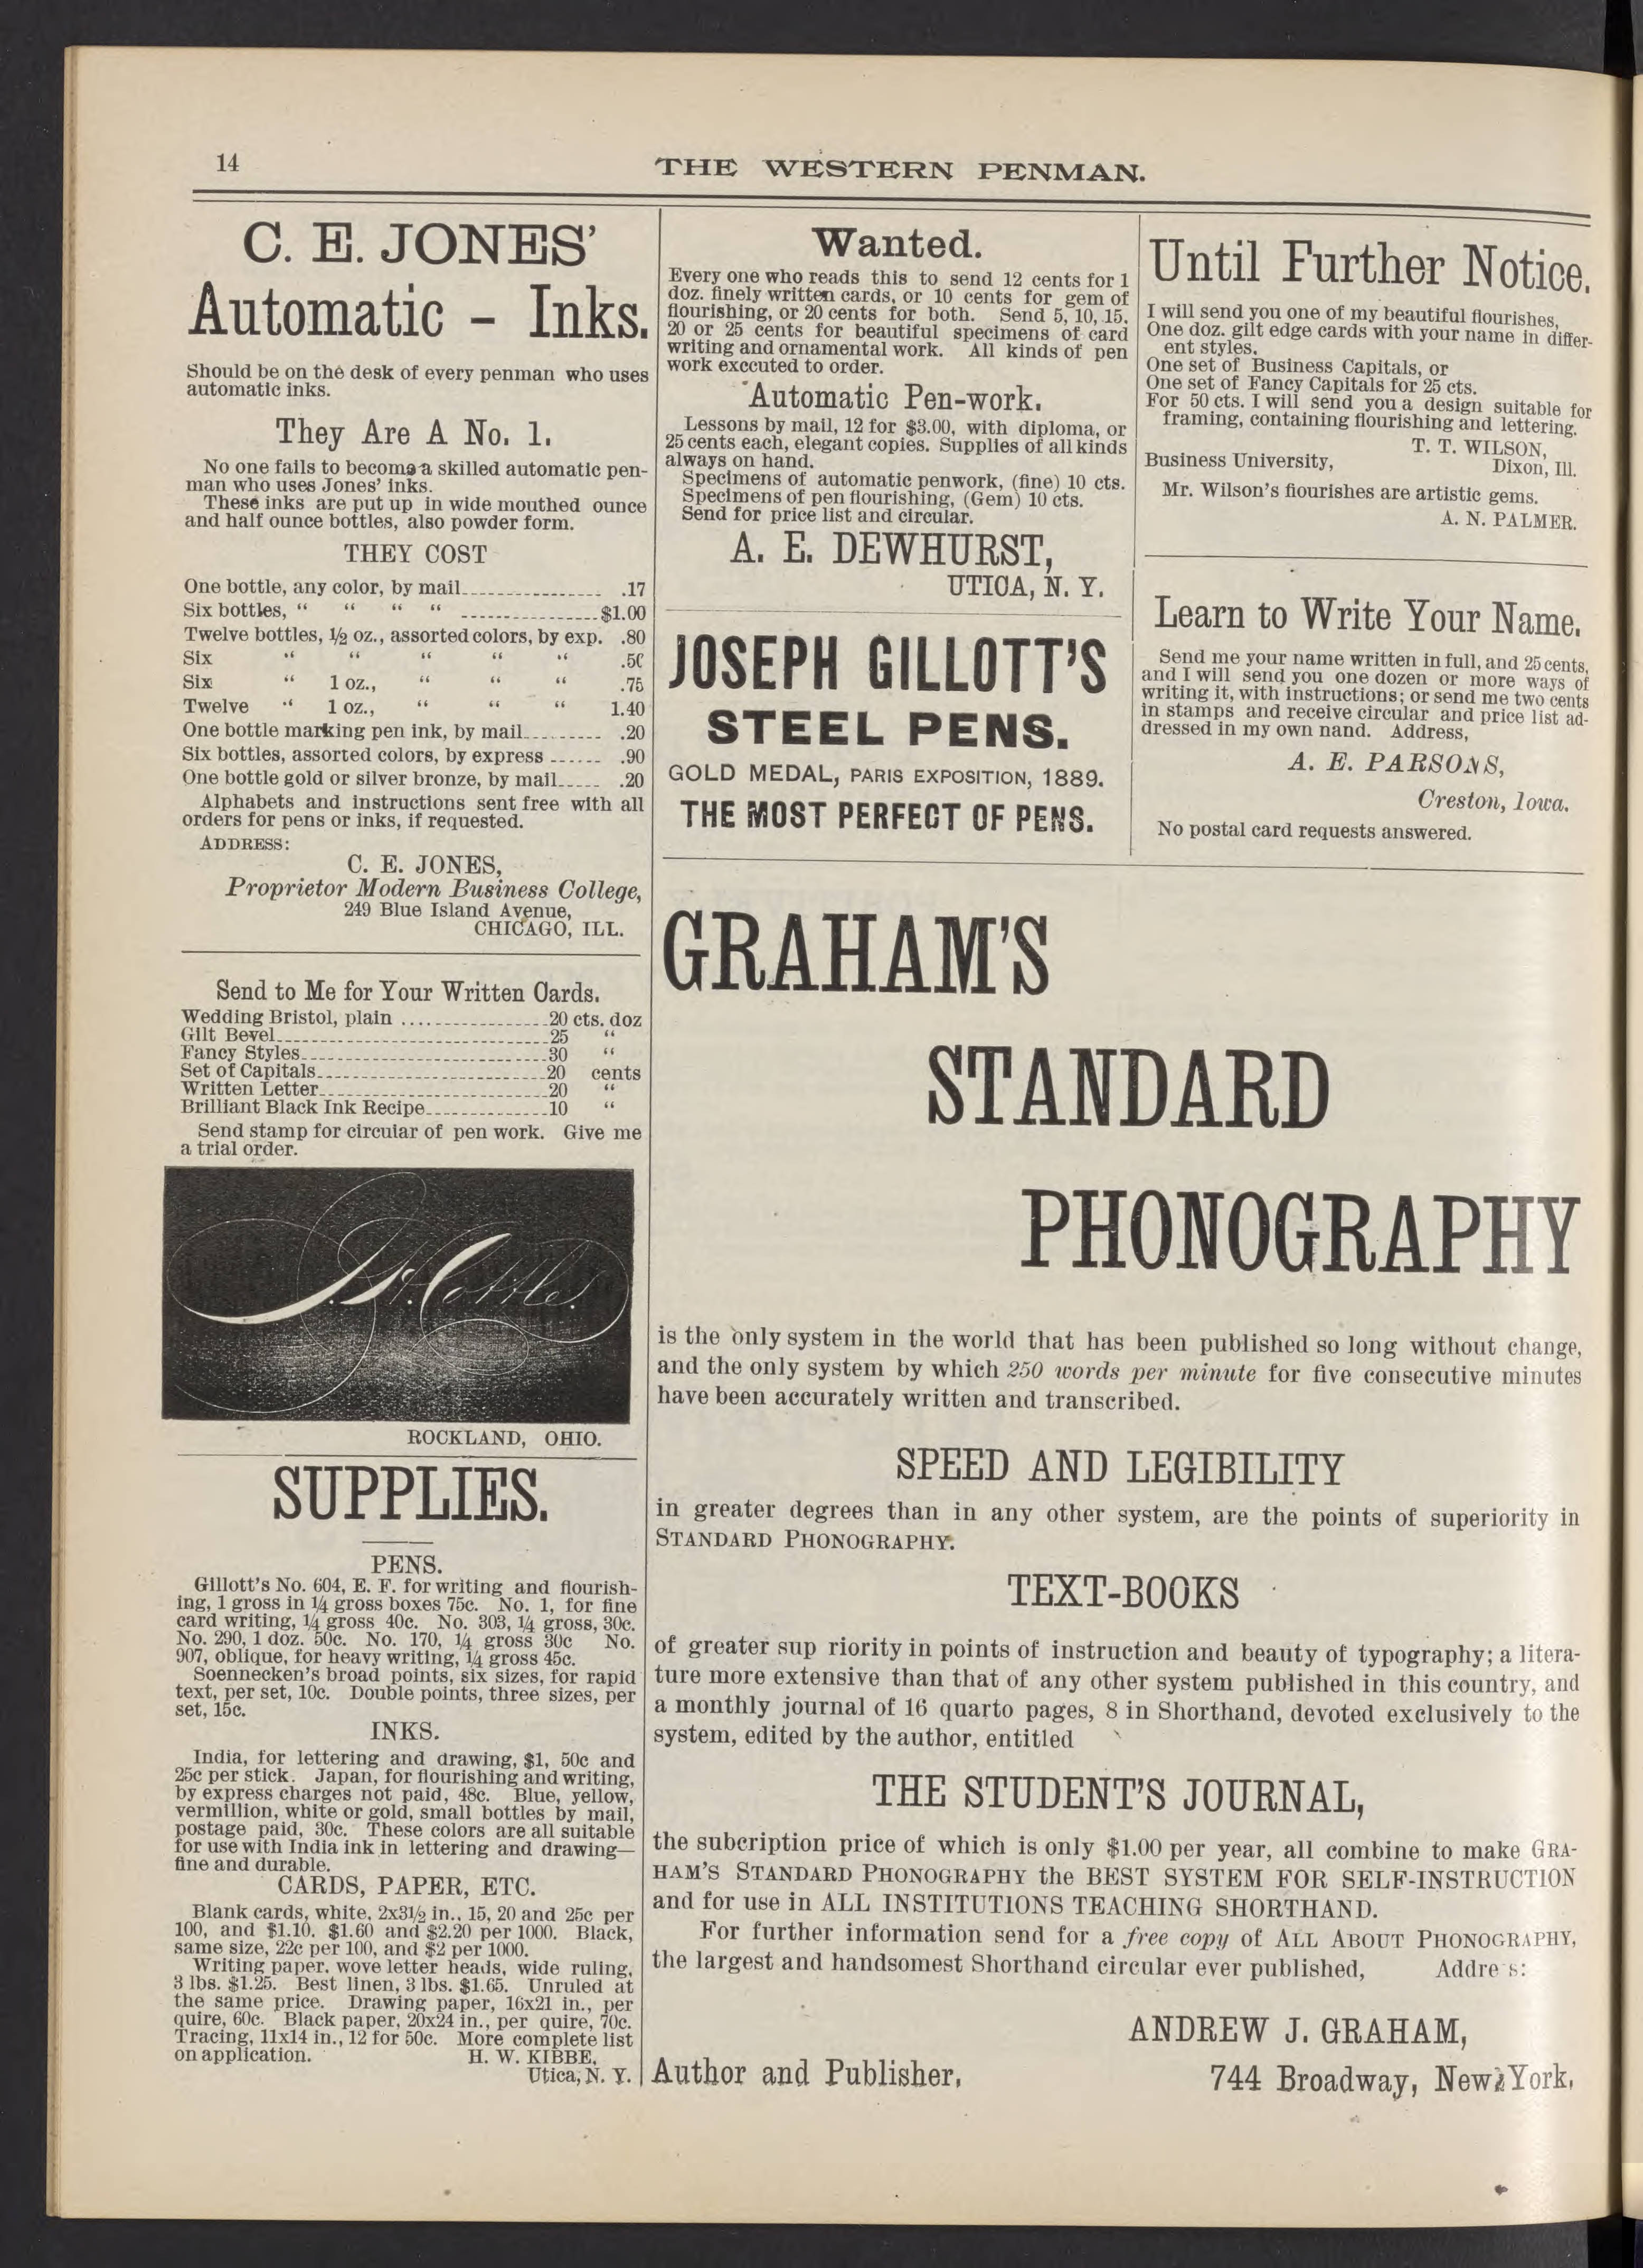 14
THE WESTERN PENMAN.
C. E. JONES'
Automatic - Inks.
Should be on the desk of every penman who uses
automatic inks.
They Are A No. 1.
No one fails to become a skilled automatic pen-
man who uses Jones' inks.
These inks are put up in wide mouthed ounce
and half ounce bottles, also powder form.
THEY COST
One bottle, any color, by mail .17
Six bottles, “ “ “ “ $1.00
Twelve bottles, ½ oz., assorted colors, by exp. .80
Six “ “ “ “ “ .50
Six “ 1 oz., “ “ “ .75
Twelve “ 1 oz., “ “ “ 1.40
One bottle marking pen ink, by mail .20
Six bottles, assorted colors, by express .90
One bottle gold or silver bronze, by mail .20
Alphabets and instructions sent free with all
orders for pens or inks, if requested.
ADDRESS:
C. E. JONES,
Proprietor Modern Business College,
249 Blue Island Avenue,
CHICAGO, ILL.
Send to Me for Your Written Cards.
Wedding Bristol, plain 20 cts. doz
Gilt Bevel 25 “
Fancy Styles 30 “
Set of Capitals 20 cents
Written Letter 20 “
Brilliant Black Ink Recipe 10 “
Send stamp for circular of pen work. Give me
a trial order.
Cottle.
ROCKLAND, OHIO.
SUPPLIES.
PENS.
Gillott's No. 604, E. F. for writing and flourish-
ing, 1 gross in ¼ gross boxes 75c. No. 1, for fine
card writing, ¼ gross 40c. No. 303, ¼ gross, 30c.
No. 290, 1 doz. 50c. No. 170, ¼ gross 30c No.
907, oblique, for heavy writing, ¼ gross 45c.
Soennecken's broad points, six sizes, for rapid
text, per set, 10c. Double points, three sizes, per
set, 15c.
INKS.
India, for lettering and drawing, $1, 50c and
25c per stick. Japan, for flourishing and writing,
by express charges not paid, 48c. Blue, yellow,
vermillion, white or gold, small bottles by mail,
postage paid, 30c. These colors are all suitable
for use with India ink in lettering and drawing—
fine and durable.
CARDS, PAPER, ETC.
Blank cards, white, 2x3½ in., 15, 20 and 25c per
100, and $1.10. $1.60 and $2.20 per 1000. Black,
same size, 22c per 100, and $2 per 1000.
Writing paper. wove letter heads, wide ruling,
3 lbs. $1.25. Best linen, 3 lbs. $1.65. Unruled at
the same price. Drawing paper, 16x21 in., per
quire, 60c. Black paper, 20x24 in., per quire, 70c.
Tracing, 11x14 in., 12 for 50c. More complete list
on application. H. W. KIBBE,
Utica, N. Y.
Wanted.
Every one who reads this to send 12 cents for 1
doz. finely written cards, or 10 cents for gem of
flourishing, or 20 cents for both. Send 5, 10, 15,
20 or 25 cents for beautiful specimens of card
writing and ornamental work. All kinds of pen
work executed to order.
Automatic Pen-work.
Lessons by mail, 12 for $3.00, with diploma, or
25 cents each, elegant copies. Supplies of all kinds
always on hand.
Specimens of automatic penwork, (fine) 10 cts.
Specimens of pen flourishing, (Gem) 10 cts.
Send for price list and circular.
A. E. DEWHURST,
UTICA, N. Y.
JOSEPH GILLOTT'S
STEEL PENS.
GOLD MEDAL, PARIS EXPOSITION, 1889.
THE MOST PERFECT OF PENS.
Until Further Notice.
I will send you one of my beautiful flourishes,
One doz. gilt edge cards with your name in differ-
ent styles.
One set of Business Capitals, or
One set of Fancy Capitals for 25 cts.
For 50 cts. I will send you a design suitable for
framing, containing flourishing and lettering.
T. T. WILSON,
Business University, Dixon, Ill.
Mr. Wilson's flourishes are artistic gems.
A. N. PALMER.
Learn to Write Your Name.
Send me your name written in full, and 25 cents,
and I will send you one dozen or more ways of
writing it, with instructions; or send me two cents
in stamps and receive circular and price list ad-
dressed in my own nand. Address,
A. E. PARSONS,
Creston, Iowa.
No postal card requests answered.
GRAHAM'S
STANDARD
PHONOGRAPHY
is the only system in the world that has been published so long without change,
and the only system by which 250 words per minute for five consecutive minutes
have been accurately written and transcribed.
SPEED AND LEGIBILITY
in greater degrees than in any other system, are the points of superiority in
STANDARD PHONOGRAPHY.
TEXT-BOOKS
of greater sup riority in points of instruction and beauty of typography; a litera-
ture more extensive than that of any other system published in this country, and
a monthly journal of 16 quarto pages, 8 in Shorthand, devoted exclusively to the
system, edited by the author, entitled
THE STUDENT'S JOURNAL,
the subcription price of which is only $1.00 per year, all combine to make GRA-
HAM'S STANDARD PHONOGRAPHY the BEST SYSTEM FOR SELF-INSTRUCTION
and for use in ALL INSTITUTIONS TEACHING SHORTHAND.
For further information send for a free copy of ALL ABOUT PHONOGRAPHY,
the largest and handsomest Shorthand circular ever published, Addre s:
ANDREW J. GRAHAM,
Author and Publisher, 744 Broadway, New York.